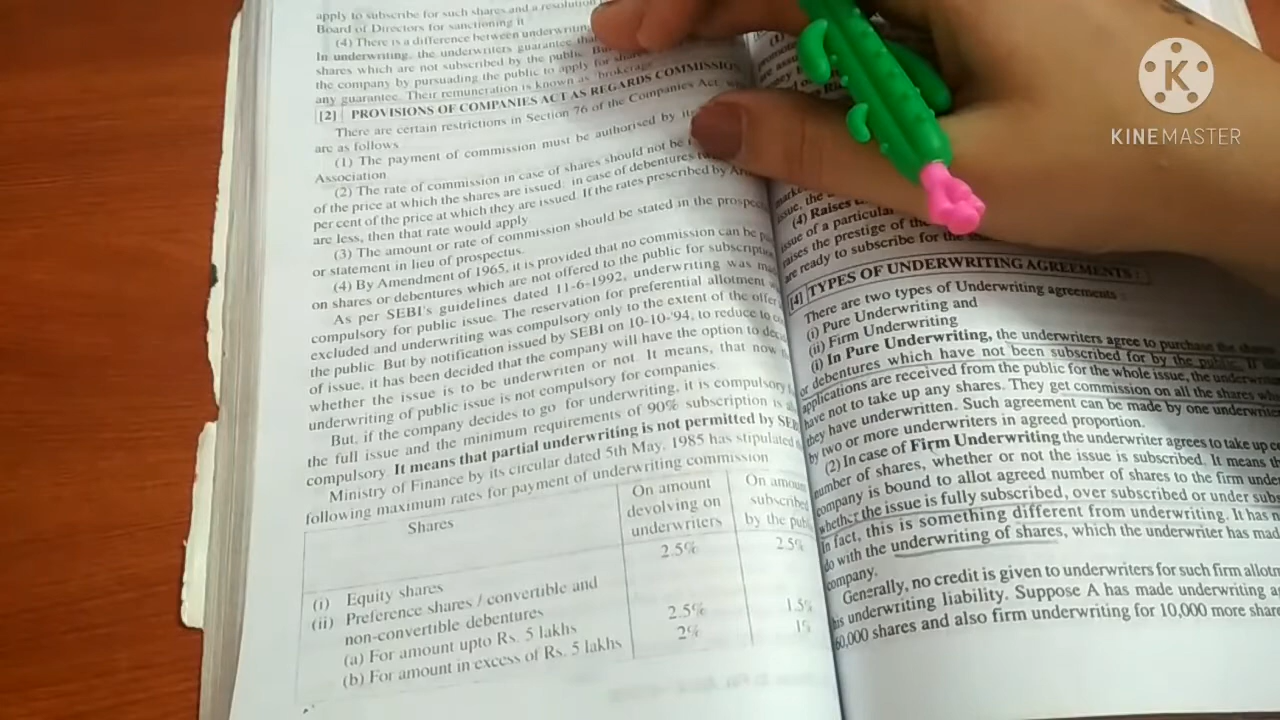 apply to subscribe for such shares and a resolution
Board of Directors for sanctioning it.
(4) There is a difference between underwriting
In underwriting, the underwriters guarantee that
shares which are not subscribed by the public. But
the company by pursuading the public to apply for shares
any guarantee. Their remuneration is known as 'brokerage'
[2] PROVISIONS OF COMPANIES ACT AS REGARDS COMMISSION
There are certain restrictions in Section 76 of the Companies Act
are as follows
(1) The payment of commission must be authorised by its
Association
(2) The rate of commission in case of shares should not be
of the price at which the shares are issued: in case of debentures
per cent of the price at which they are issued. If the rates prescribed by
are less, then that rate would apply
(3) The amount or rate of commission should be stated in the
or statement in lieu of prospectus.
(4) By Amendment of 1965, it is provided that no commission can be
on shares or debentures which are not offered to the public for
As per SEBI's guidelines dated 11-6-1992, underwriting was
compulsory for public issue. The reservation for preferential allotment
excluded and underwriting was compulsory only to the extent of the offer
the public. But by notification issued by SEBI on 10-10-'94, to reduce
of issue, it has been decided that the company will have the option to
whether the issue is to be underwriten or not. It means, that now
underwriting of public issue is not compulsory for companies.
But, if the company decides to go for underwriting, it is compulsory
the full issue and the minimum requirements of 90% subscription is
compulsory. It means that partial underwriting is not permitted by
Ministry of Finance by its circular dated 5th May, 1985 has stipulated
following maximum rates for payment of underwriting commission
Shares
On amount
devolving on
underwriters
On
subscribed
by the
2.5%
2.5%
(i) Equity shares
(ii) Preference shares / convertible and
non-convertible debentures
(a) For amount upto Rs. 5 lakhs
2.5%
1.5%
(b) For amount in excess of Rs. 5 lakhs
2%
1%
issue, the
(4) Raises
issue of a particular
raises the prestige of the
are ready to subscribe for the
[4] TYPES OF UNDERWRITING AGREEMENTS :
There are two types of Underwriting agreements
(i) Pure Underwriting and
(ii) Firm Underwriting
(i) In Pure Underwriting, the underwriters agree to purchase the
or debentures which have not been subscribed for by the public. If
applications are received from the public for the whole issue, the
have not to take up any shares. They get commission on all the shares
they have underwritten. Such agreement can be made by one
by two or more underwriters in agreed proportion.
(2) In case of Firm Underwriting the underwriter agrees to take up
number of shares, whether or not the issue is subscribed. It means
company is bound to allot agreed number of shares to the firm
whether the issue is fully subscribed, over subscribed or under
In fact, this is something different from underwriting. It has
do with the underwriting of shares, which the underwriter has made
company.
Generally, no credit is given to underwriters for such firm
his underwriting liability. Suppose A has made underwriting
60,000 shares and also firm underwriting for 10,000 more
K
KINEMASTER